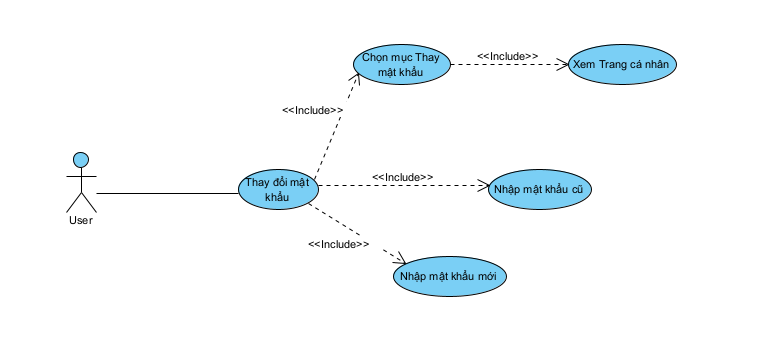 Chọn mục Thay
mật khẩu
<<Include>>
Xem Trang cá nhân
<<Include>>
Thay đổi mật
khẩu
<<Include>>
Nhập mật khẩu cũ
User
<<Include>>
Nhập mật khẩu mới